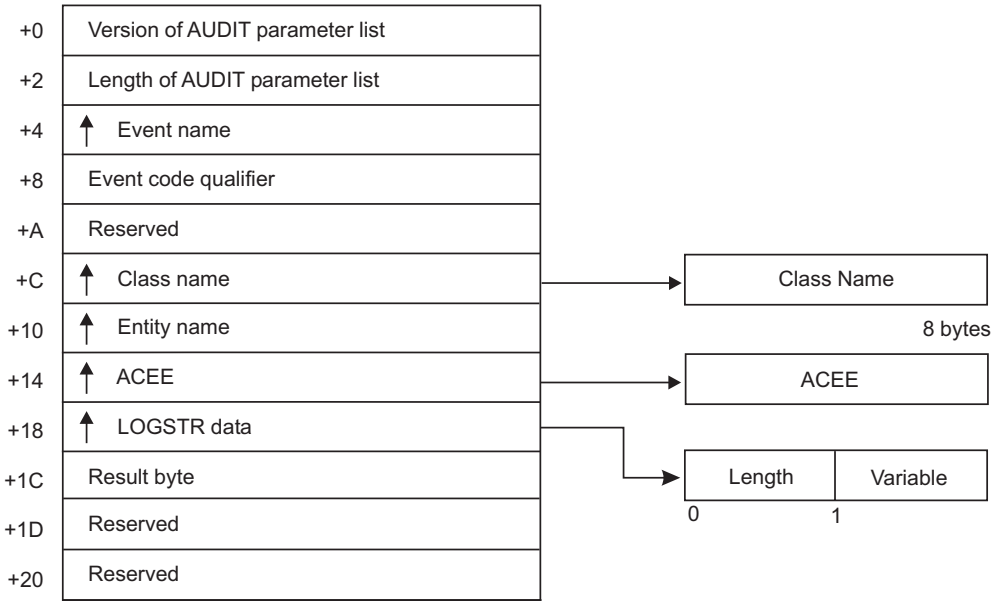 +0 Version of AUDIT parameter list
+2 Length of AUDIT parameter list
+4 Event name
+8 Event code qualifier
+A Reserved
+C Class name
Class Name
+10 Entity name
8 bytes
+14 ACEE
ACEE
+18 LOGSTR data
+1C Result byte
Length Variable
0 1
+1D Reserved
+20 Reserved